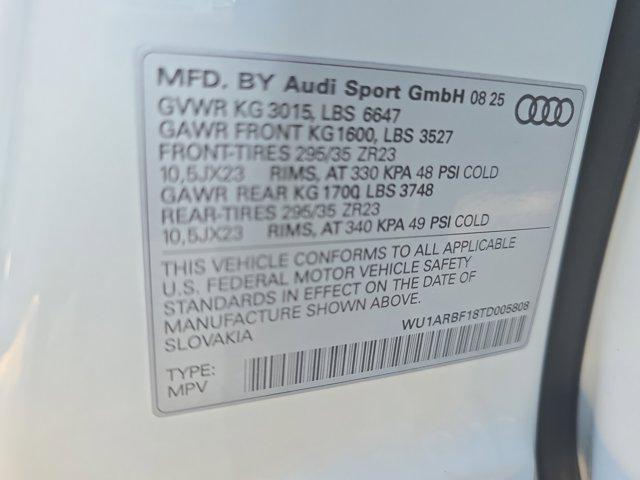 MFD. BY Audi Sport GmbH 08 25
GVWR KG 3015, LBS 6647
GAWR FRONT KG1600, LBS 3527
FRONT-TIRES 295/35 ZR23
10,5JX23 RIMS, AT 330 KPA 48 PSI COLD
GAWR REAR KG 1700, LBS 3748
REAR-TIRES 295/35 ZR23
10,5JX23 RIMS, AT 340 KPA 49 PSI COLD
THIS VEHICLE CONFORMS TO ALL APPLICABLE
U.S. FEDERAL MOTOR VEHICLE SAFETY
STANDARDS IN EFFECT ON THE DATE OF
MANUFACTURE SHOWN ABOVE.
SLOVAKIA
WU1ARBF18TD005808
TYPE:
MPV